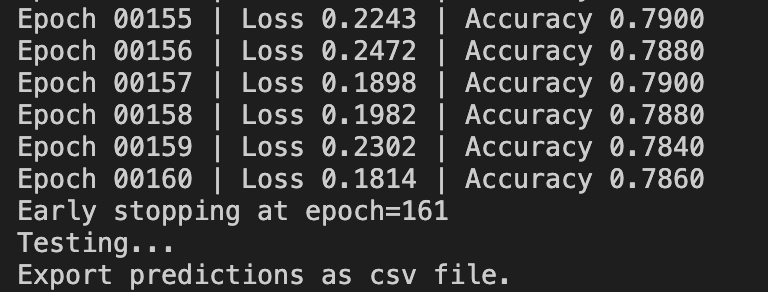 Epoch 00155 | Loss 0.2243 | Accuracy 0.7900
Epoch 00156 | Loss 0.2472 | Accuracy 0.7880
Epoch 00157 | Loss 0.1898 | Accuracy 0.7900
Epoch 00158 | Loss 0.1982 | Accuracy 0.7880
Epoch 00159 | Loss 0.2302 | Accuracy 0.7840
Epoch 00160 | Loss 0.1814 | Accuracy 0.7860
Early stopping at epoch=161
Testing...
Export predictions as csv file.